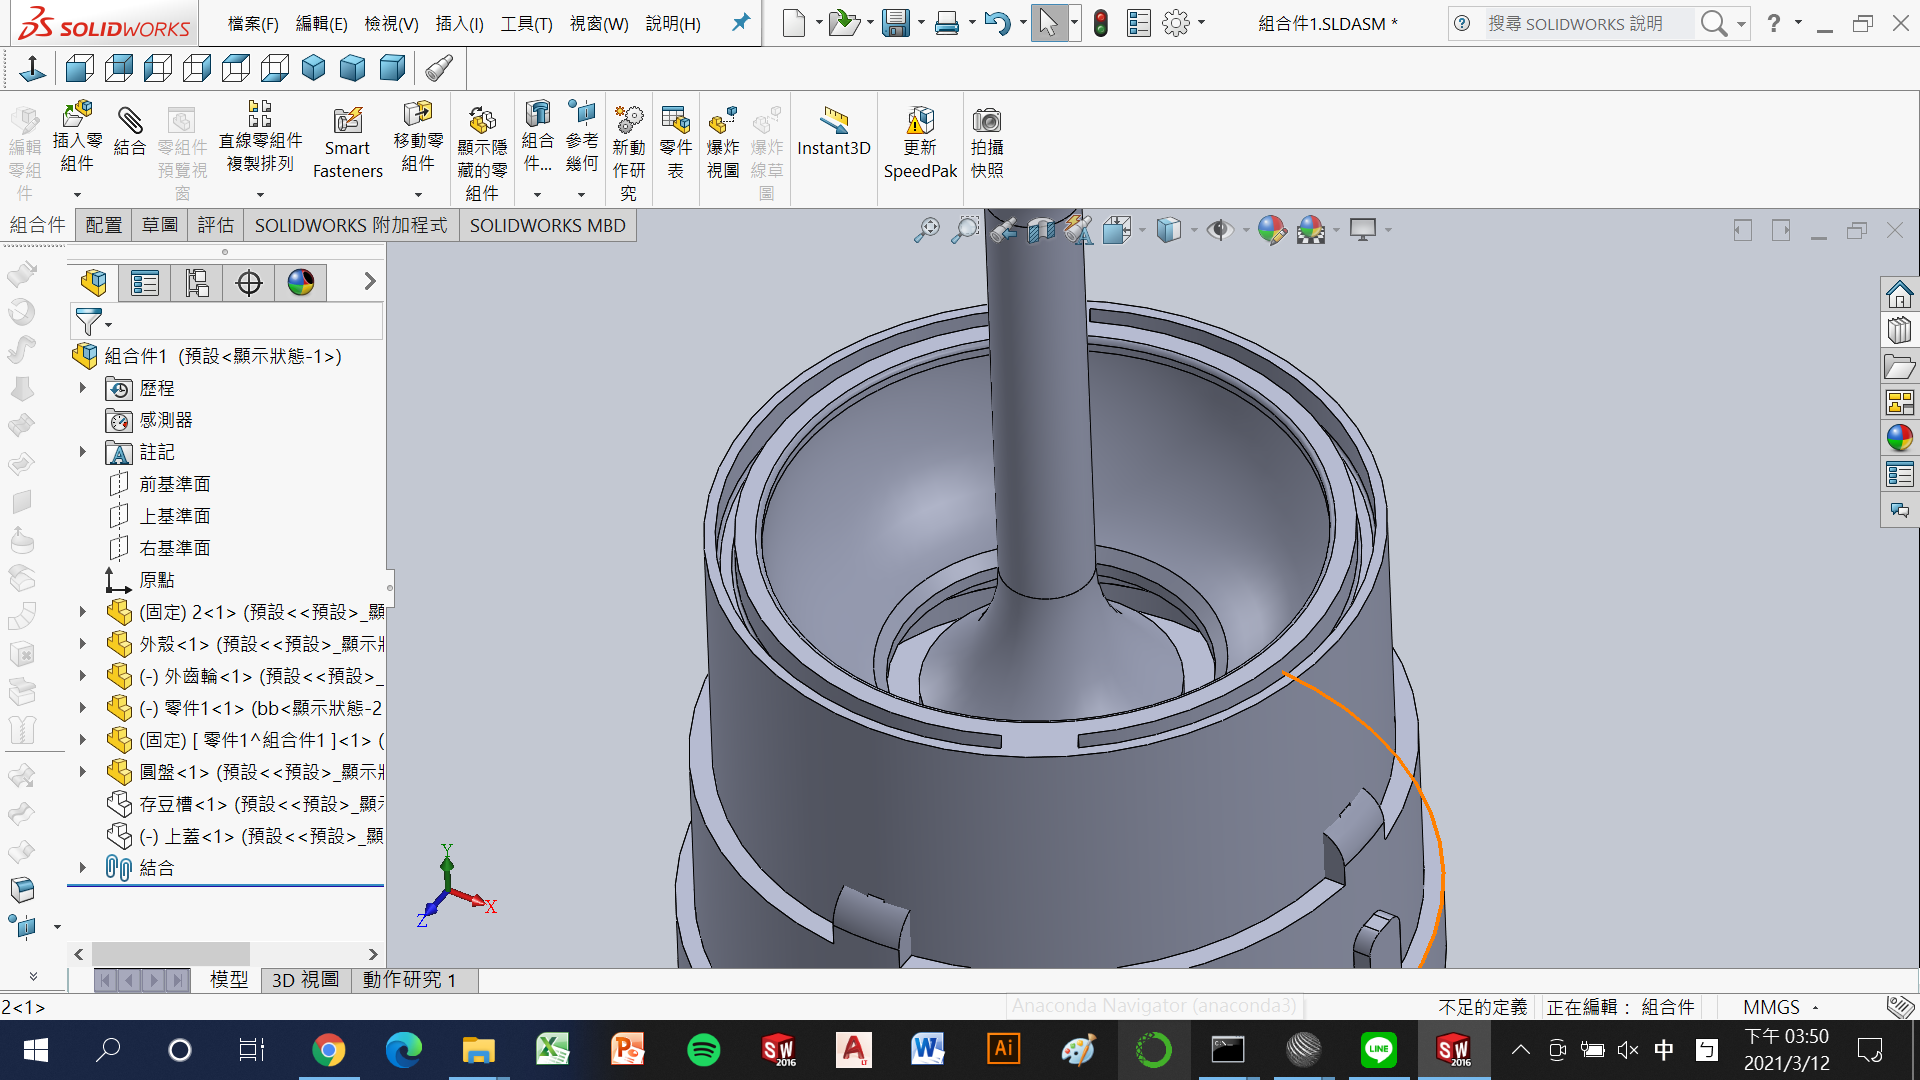 SOLIDWORKS
檔案(F) 編輯(E) 檢視(V) 插入(I) 工具(T) 視窗(W) 說明(H)
組合件1.SLDASM *
搜尋 SOLIDWORKS 說明
編輯零組件
插入零組件
結合
零組件預覽視窗
直線零組件複製排列
Smart Fasteners
移動零組件
顯示隱藏的零組件
組合件...
參考幾何
新動作研究
零件表
爆炸視圖
爆炸線草圖
Instant3D
更新 SpeedPak
拍攝快照
組合件 配置 草圖 評估 SOLIDWORKS 附加程式 SOLIDWORKS MBD
組合件1 (預設<顯示狀態-1>)
歷程
感測器
註記
前基準面
上基準面
右基準面
原點
(固定) 2<1> (預設<<預設>_顯
外殼<1> (預設<<預設>_顯示狀
(-) 外齒輪<1> (預設<<預設>_
(-) 零件1<1> (bb<顯示狀態-2
(固定) [ 零件1^組合件1 ]<1> (
圓盤<1> (預設<<預設>_顯示狀
存豆槽<1> (預設<<預設>_顯示
(-) 上蓋<1> (預設<<預設>_顯
結合
Y
X
Z
模型 3D 視圖 動作研究 1
2<1>
Anaconda Navigator (anaconda3)
不足的定義 正在編輯： 組合件 MMGS
SW 2016
Ai
LINE
SW 2016
中
ㄅ
下午 03:50
2021/3/12